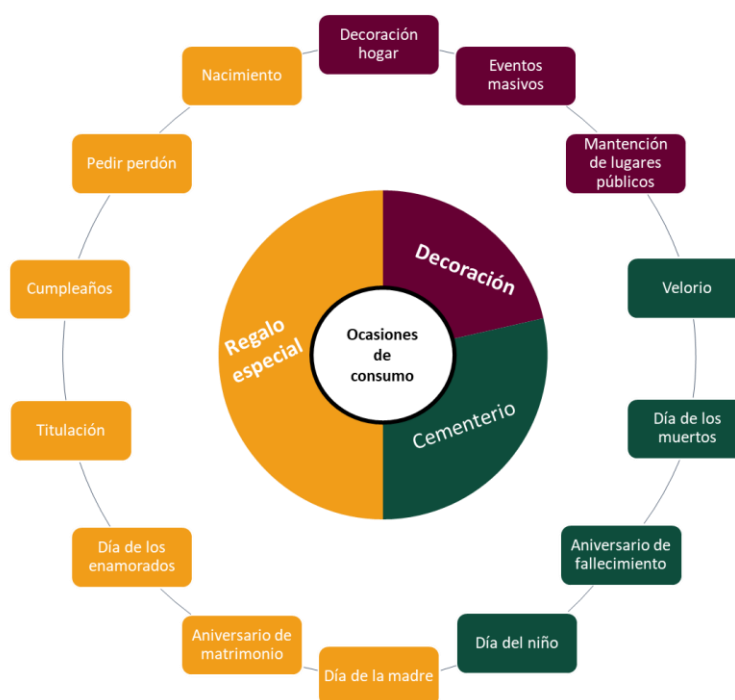 Decoración
hogar
Eventos
masivos
Mantención
de lugares
públicos
Velorio
Día de los
muertos
Aniversario de
fallecimiento
Día del niño
Día de la madre
Aniversario de
matrimonio
Día de los
enamorados
Titulación
Cumpleaños
Pedir perdón
Nacimiento
Decoración
Cementerio
Regalo
especial
Ocasiones
de
consumo